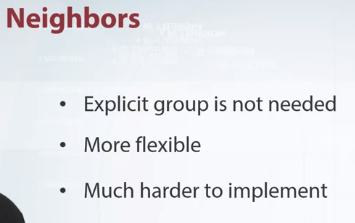 Neighbors
• Explicit group is not needed
• More flexible
• Much harder to implement